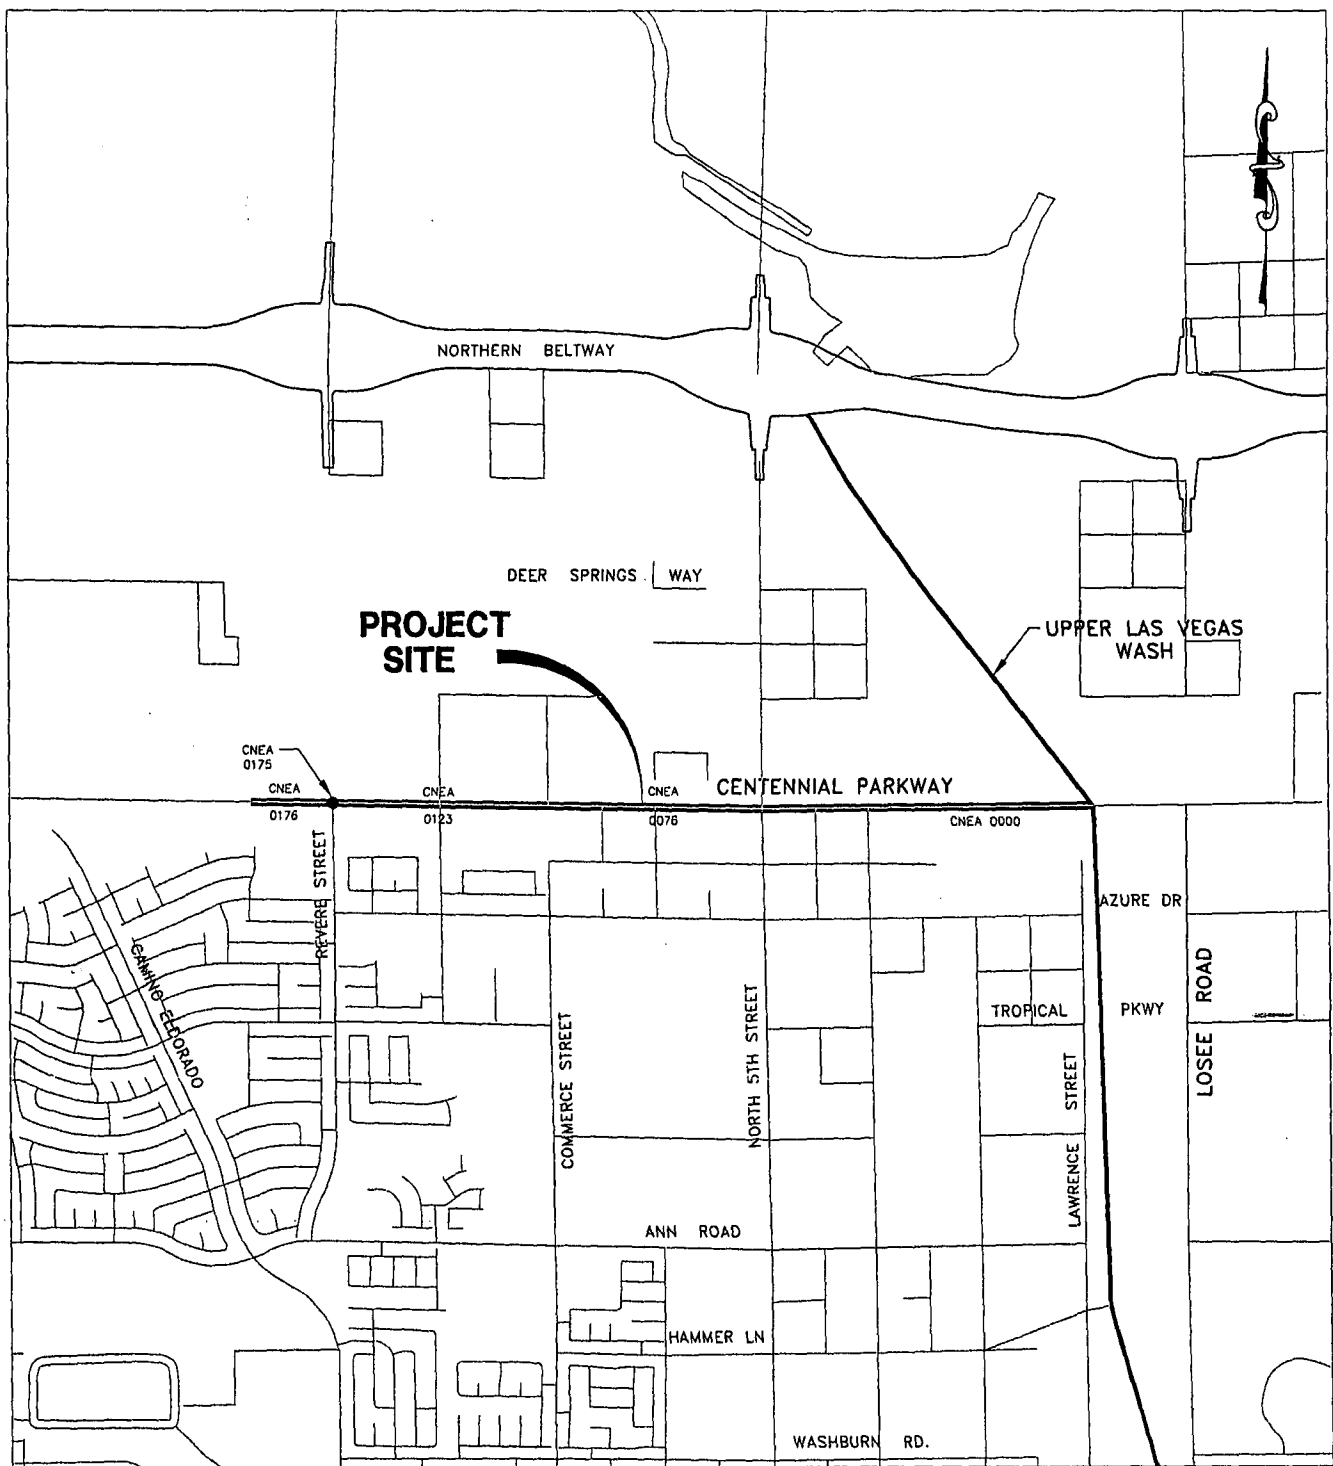 NORTHERN BELTWAY
DEER SPRINGS WAY
PROJECT
SITE
UPPER LAS VEGAS
WASH
CNEA
0175
CNEA
0176
CNEA
0123
CNEA
0076
CENTENNIAL PARKWAY
CNEA 0000
REVERE STREET
AZURE DR
CAMINO ELDORADO
COMMERCE STREET
NORTH 5TH STREET
TROPICAL PKWY
LAWRENCE STREET
LOSEE ROAD
ANN ROAD
HAMMER LN
WASHBURN RD.